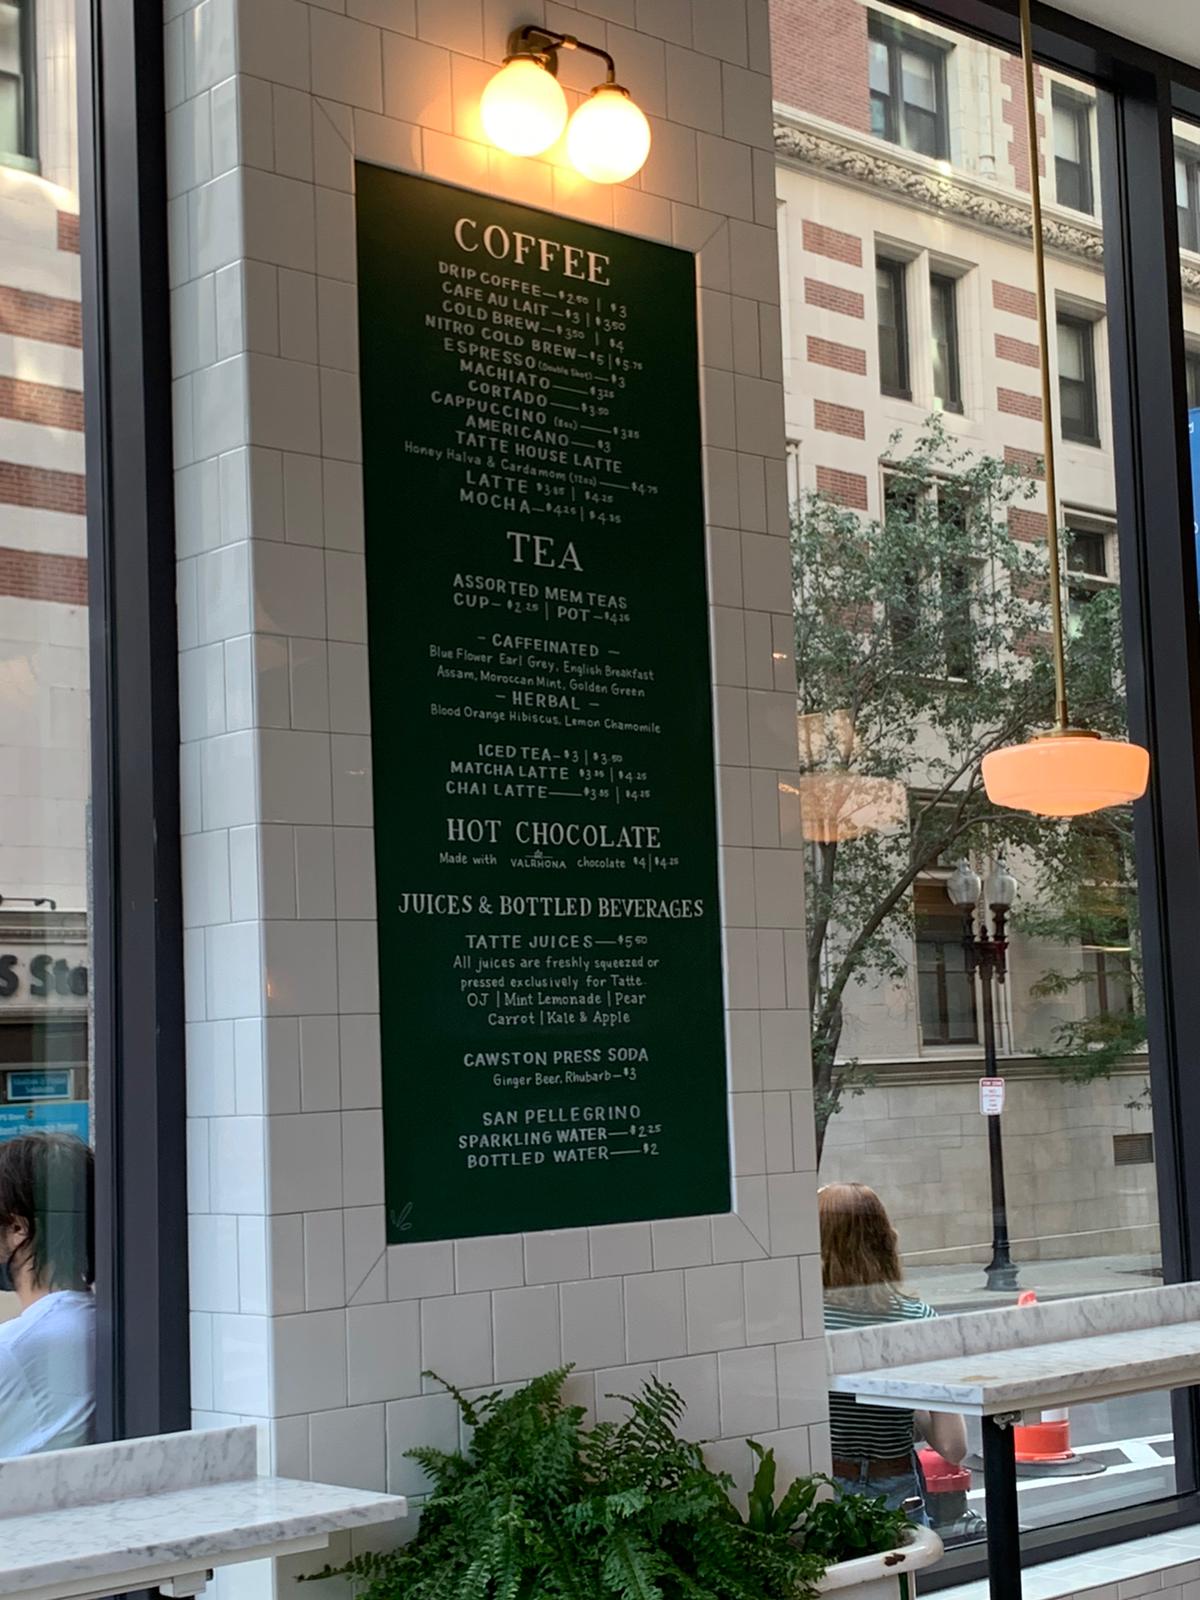 COFFEE
DRIP COFFEE—$2.50 | $3
CAFE AU LAIT—$3 | $3.50
COLD BREW—$3.50 | $4
NITRO COLD BREW—$5 | $5.75
ESPRESSO (Double Shot)—$3
MACHIATO—$3.25
CORTADO—$3.50
CAPPUCCINO (8oz)—$3.85
AMERICANO—$3
TATTE HOUSE LATTE
Honey Halva & Cardamom (12oz)—$4.75
LATTE $3.85 | $4.25
MOCHA—$4.25 | $4.85
TEA
ASSORTED MEM TEAS
CUP—$2.25 | POT—$4.25
- CAFFEINATED -
Blue Flower Earl Grey, English Breakfast
Assam, Moroccan Mint, Golden Green
- HERBAL -
Blood Orange Hibiscus, Lemon Chamomile
ICED TEA—$3 | $3.50
MATCHA LATTE $3.85 | $4.25
CHAI LATTE—$3.85 | $4.25
HOT CHOCOLATE
Made with VALRHONA chocolate $4 | $4.25
JUICES & BOTTLED BEVERAGES
TATTE JUICES—$5.50
All juices are freshly squeezed or
pressed exclusively for Tatte.
OJ | Mint Lemonade | Pear
Carrot | Kale & Apple
CAWSTON PRESS SODA
Ginger Beer, Rhubarb—$3
SAN PELLEGRINO
SPARKLING WATER—$2.25
BOTTLED WATER—$2